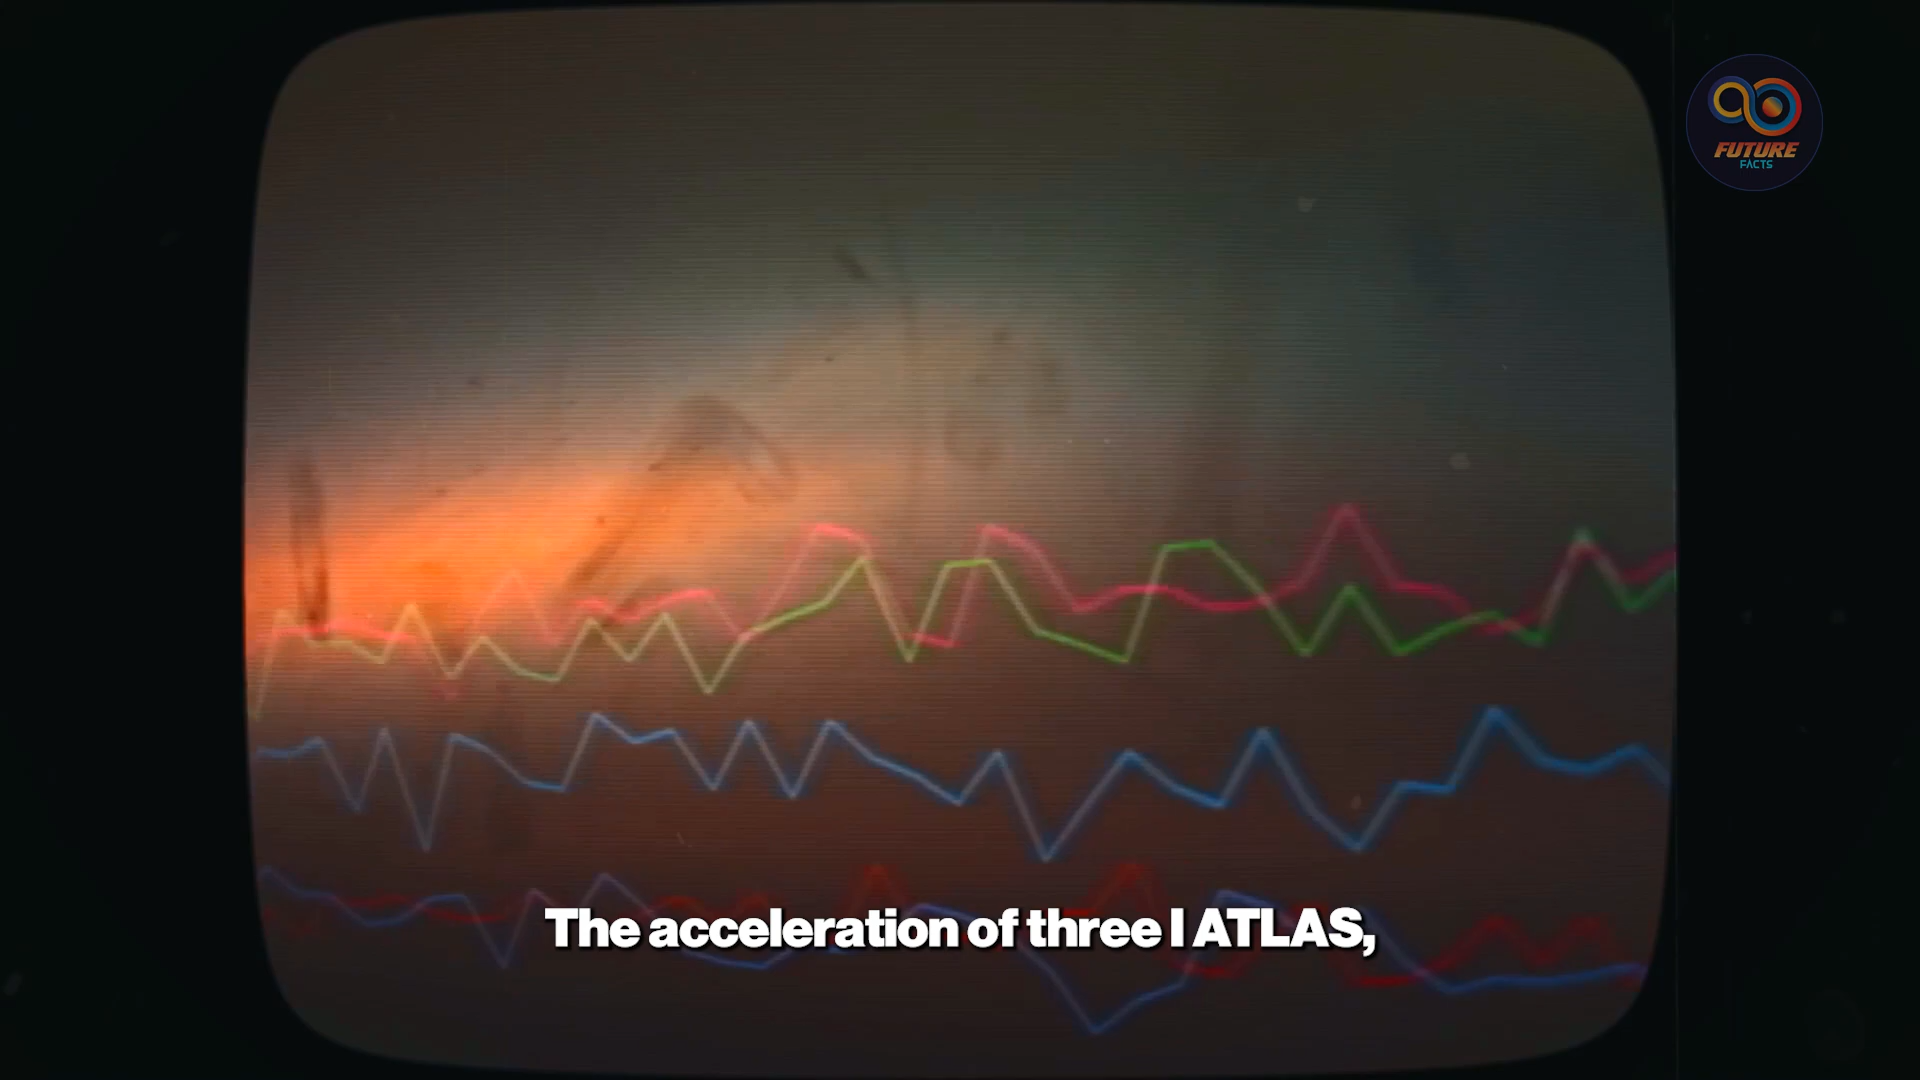 FUTURE
FACTS
The acceleration of three I ATLAS,